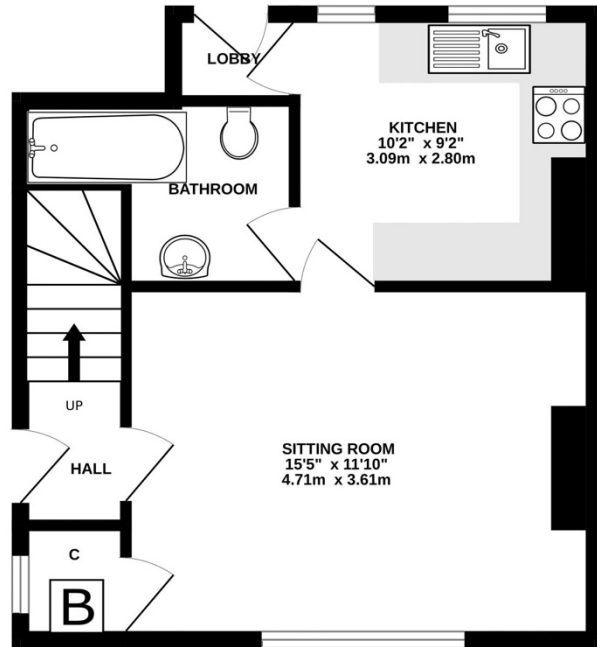 LOBBY
KITCHEN
10'2" x 9'2"
3.09m x 2.80m
BATHROOM
UP
HALL
SITTING ROOM
15'5" x 11'10"
4.71m x 3.61m
C
B